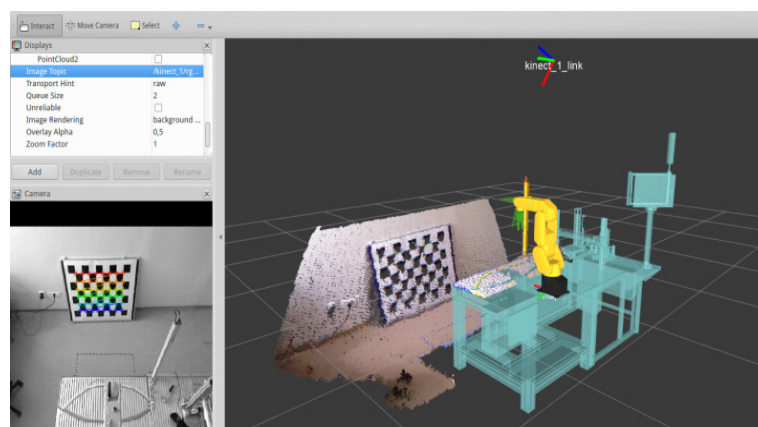 Interact Move Camera Select
Displays
PointCloud2
Image Topic /kinect_1/rg...
Transport Hint raw
Queue Size 2
Unreliable
Image Rendering background ...
Overlay Alpha 0,5
Zoom Factor 1
Add Duplicate Remove Rename
Camera
kinect_1_link